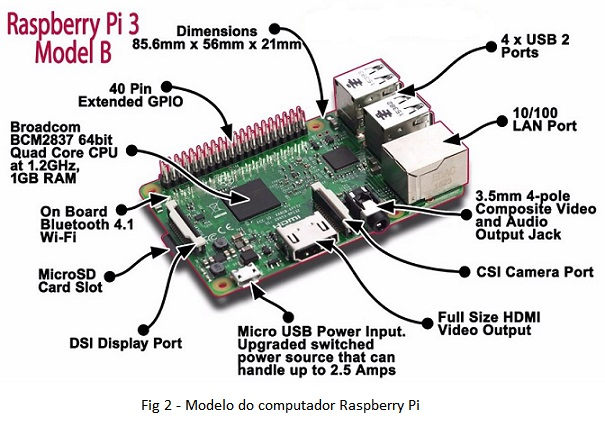 Raspberry Pi 3
Model B
Dimensions
85.6mm x 56mm x 21mm
4 x USB 2
Ports
40 Pin
Extended GPIO
10/100
LAN Port
Broadcom
BCM2837 64bit
Quad Core CPU
at 1.2GHz,
1GB RAM
On Board
Bluetooth 4.1
Wi-Fi
3.5mm 4-pole
Composite Video
and Audio
Output Jack
MicroSD
Card Slot
CSI Camera Port
DSI Display Port
Micro USB Power Input.
Upgraded switched
power source that can
handle up to 2.5 Amps
Full Size HDMI
Video Output
HDMI
Fig 2 - Modelo do computador Raspberry Pi